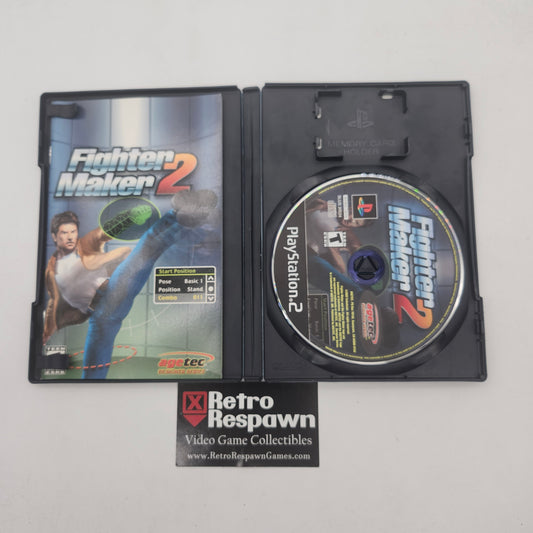 Fighter
Maker 2
Start Position
Pose Basic 1
Position Stand
Combo 011
agetec
MEMORY CARD
HOLDER
Fighter
Maker 2
PlayStation 2
agetec
Retro
Respawn
Video Game Collectibles
www.RetroRespawnGames.com